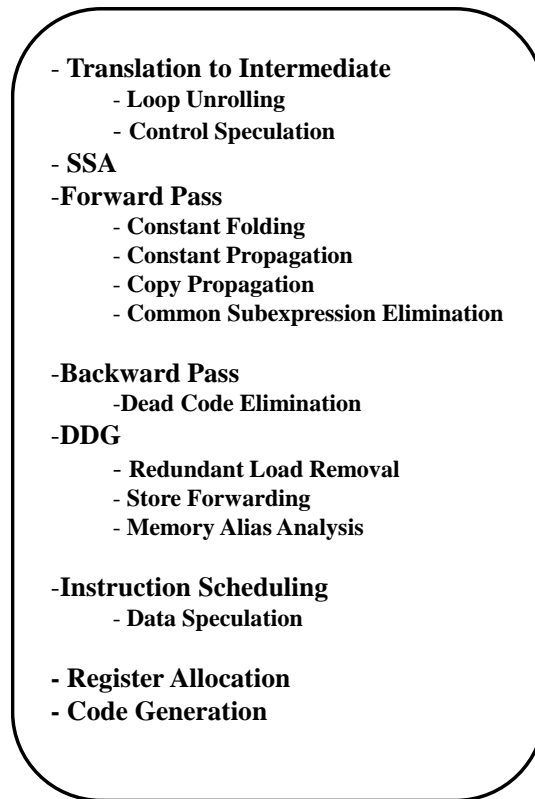 - Translation to Intermediate
- Loop Unrolling
- Control Speculation
- SSA
-Forward Pass
- Constant Folding
- Constant Propagation
- Copy Propagation
- Common Subexpression Elimination
-Backward Pass
-Dead Code Elimination
-DDG
- Redundant Load Removal
- Store Forwarding
- Memory Alias Analysis
-Instruction Scheduling
- Data Speculation
- Register Allocation
- Code Generation